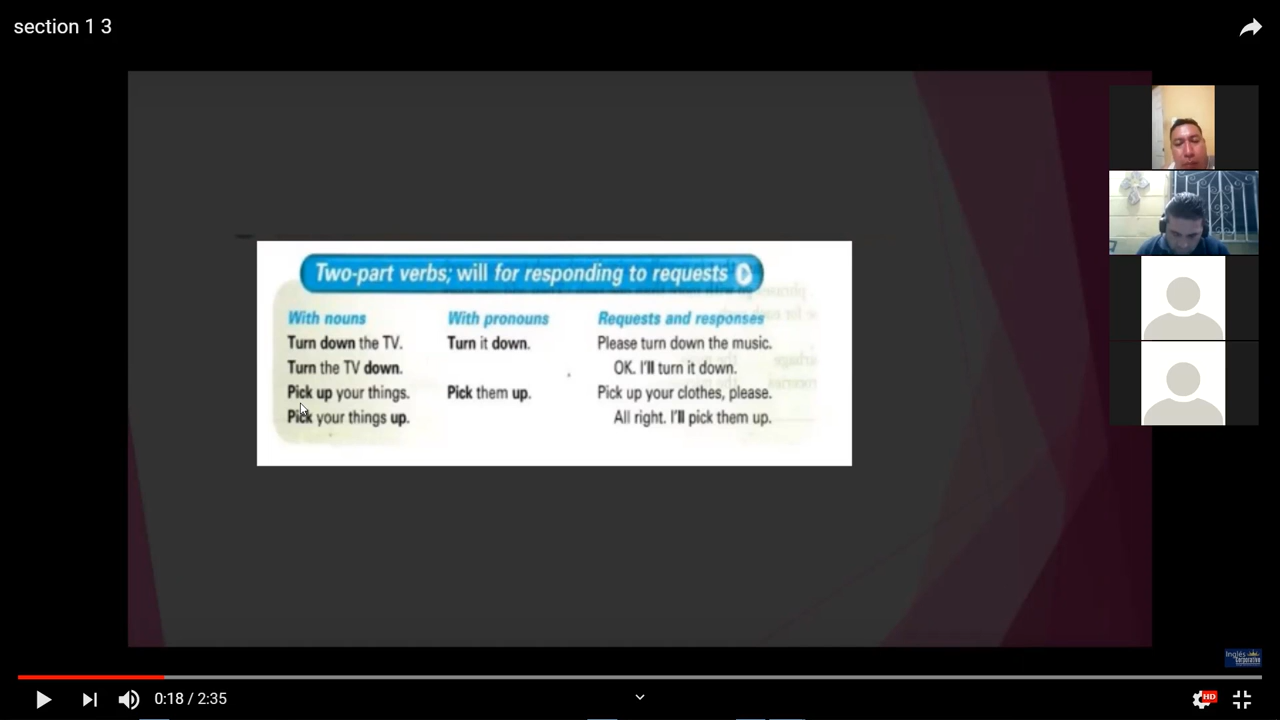 section 1 3
Two-part verbs; will for responding to requests
With nouns With pronouns Requests and responses
Turn down the TV. Turn it down. Please turn down the music.
Turn the TV down. OK. I'll turn it down.
Pick up your things. Pick them up. Pick up your clothes, please.
Pick your things up. All right. I'll pick them up.
Inglés
Corporativo
0:18 / 2:35
HD